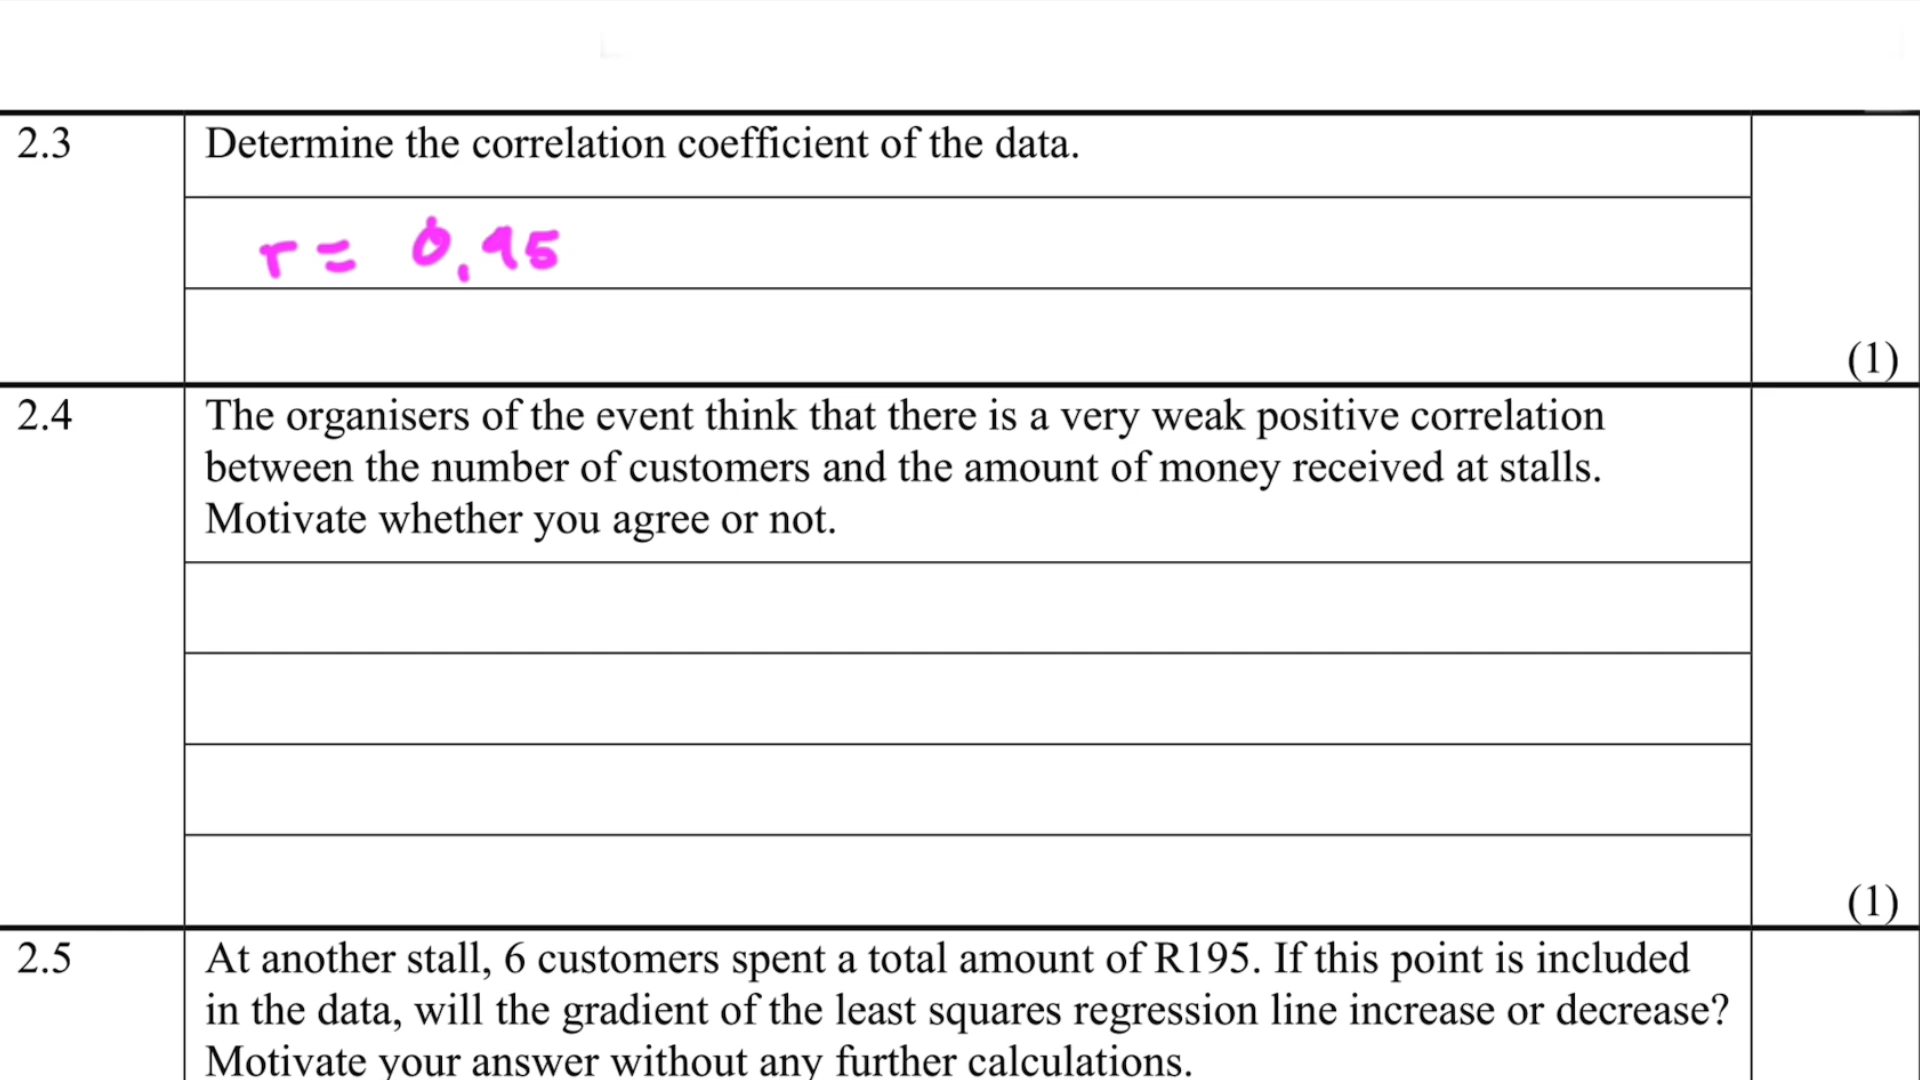 2.3 Determine the correlation coefficient of the data.
r = 0,95
(1)
2.4 The organisers of the event think that there is a very weak positive correlation
between the number of customers and the amount of money received at stalls.
Motivate whether you agree or not.
(1)
2.5 At another stall, 6 customers spent a total amount of R195. If this point is included
in the data, will the gradient of the least squares regression line increase or decrease?
Motivate your answer without any further calculations.